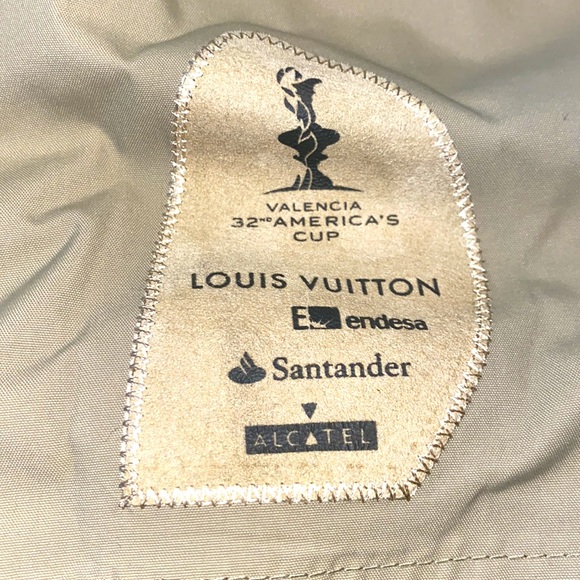 VALENCIA
32ND AMERICA'S
CUP
LOUIS VUITTON
E endesa
Santander
ALCATEL